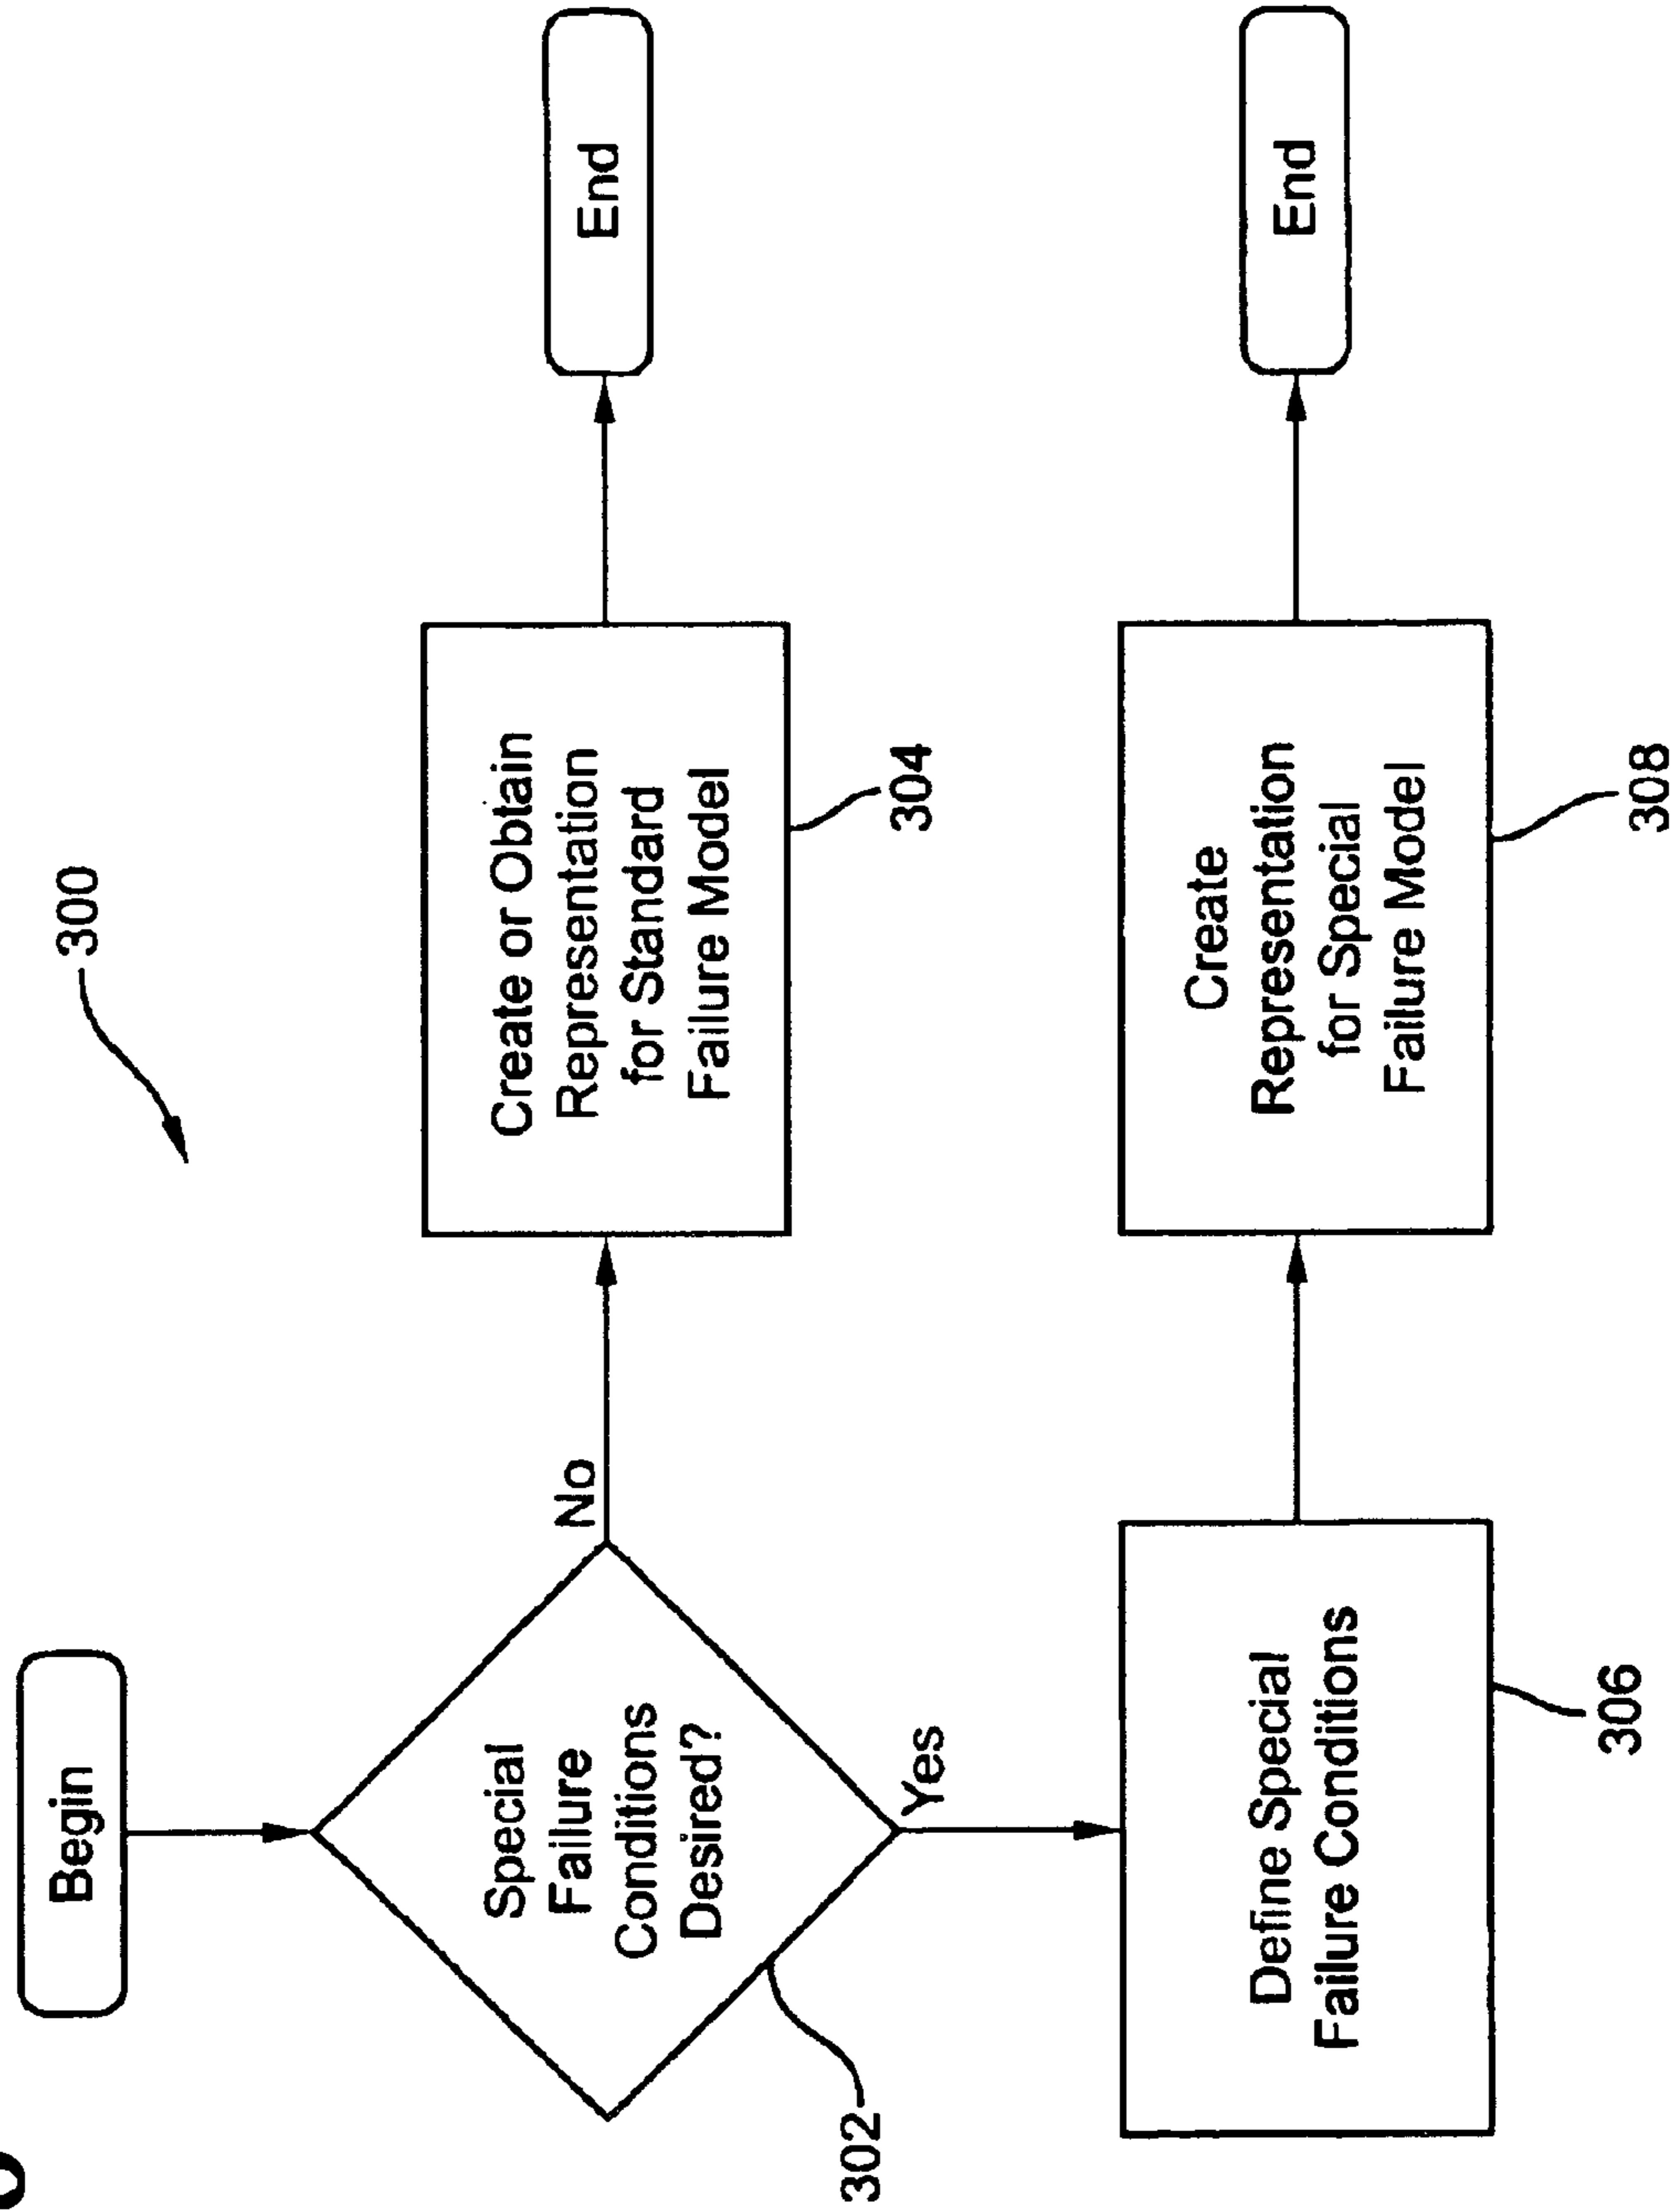 300
Begin
Special
Failure
Conditions
Desired?
302
No
Yes
Create or Obtain
Representation
for Standard
Failure Model
304
End
Define Special
Failure Conditions
306
Create
Representation
for Special
Failure Model
308
End